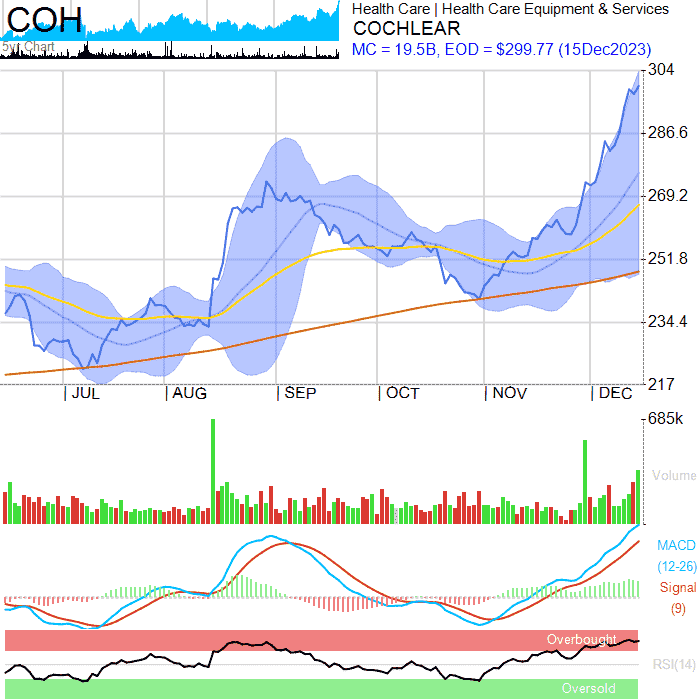 COH
5yr Chart
Health Care | Health Care Equipment & Services
COCHLEAR
MC = 19.5B, EOD = $299.77 (15Dec2023)
304
286.6
269.2
251.8
234.4
217
| JUL | AUG | SEP | OCT | NOV | DEC
685k
Volume
MACD
(12-26)
Signal
(9)
Overbought
RSI(14)
Oversold